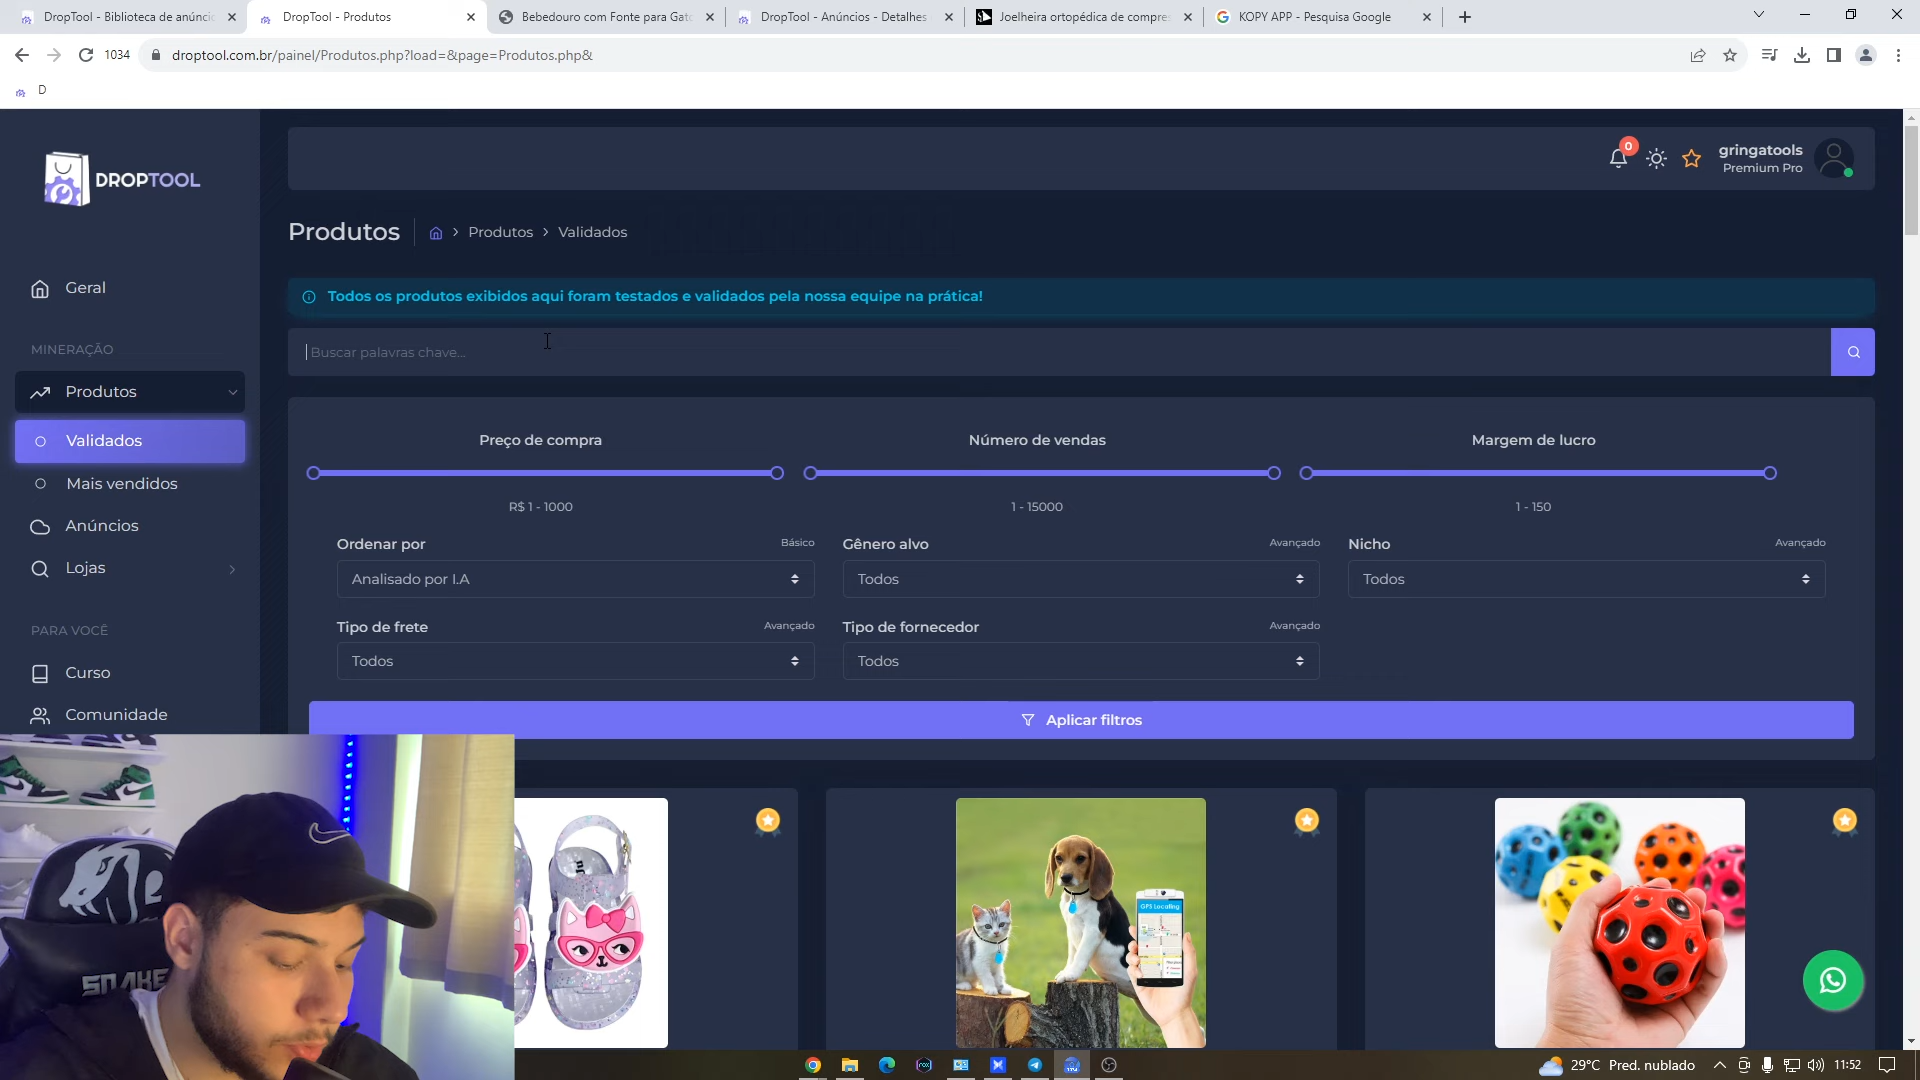 DropTool - Biblioteca de anúnci
DropTool - Produtos
Bebedouro com Fonte para Gato
DropTool - Anúncios - Detalhes
Joelheira ortopédica de compres
KOPY APP - Pesquisa Google
1034
droptool.com.br/painel/Produtos.php?load=&page=Produtos.php&
D
DROPTOOL
0
gringatools
Premium Pro
Produtos
Produtos > Validados
Geral
Todos os produtos exibidos aqui foram testados e validados pela nossa equipe na prática!
MINERAÇÃO
Buscar palavras chave...
Produtos
Validados
Mais vendidos
Anúncios
Lojas
PARA VOCÊ
Curso
Comunidade
Preço de compra
Número de vendas
Margem de lucro
R$ 1 - 1000
1 - 15000
1 - 150
Ordenar por
Básico
Gênero alvo
Avançado
Nicho
Avançado
Analisado por I.A
Todos
Todos
Tipo de frete
Avançado
Tipo de fornecedor
Avançado
Todos
Todos
Aplicar filtros
GPS Locating
29°C Pred. nublado
11:52